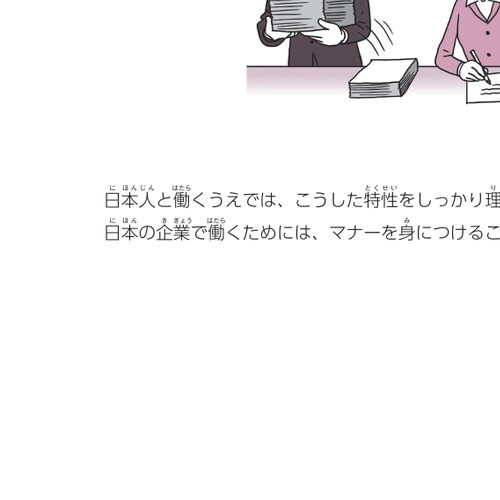 日本人と働くうえでは、こうした特性をしっかり理
日本の企業で働くためには、マナーを身につけるこ